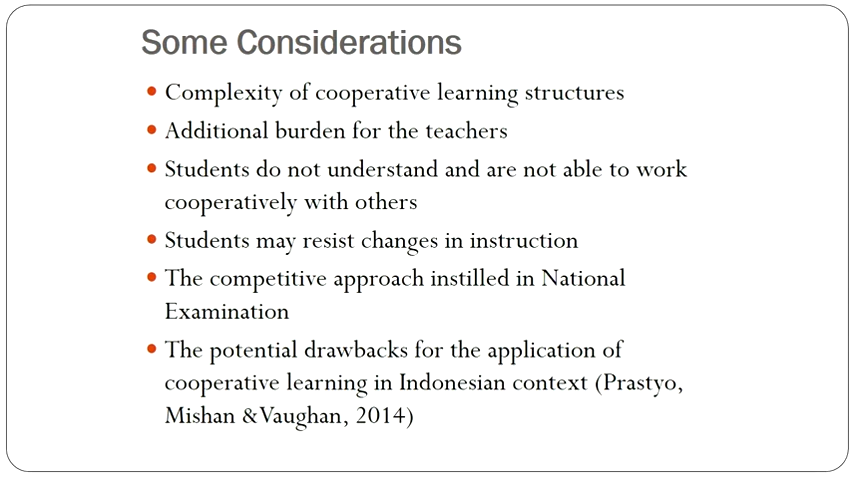 Some Considerations
• Complexity of cooperative learning structures
• Additional burden for the teachers
• Students do not understand and are not able to work
cooperatively with others
• Students may resist changes in instruction
• The competitive approach instilled in National
Examination
• The potential drawbacks for the application of
cooperative learning in Indonesian context (Prastyo,
Mishan &Vaughan, 2014)